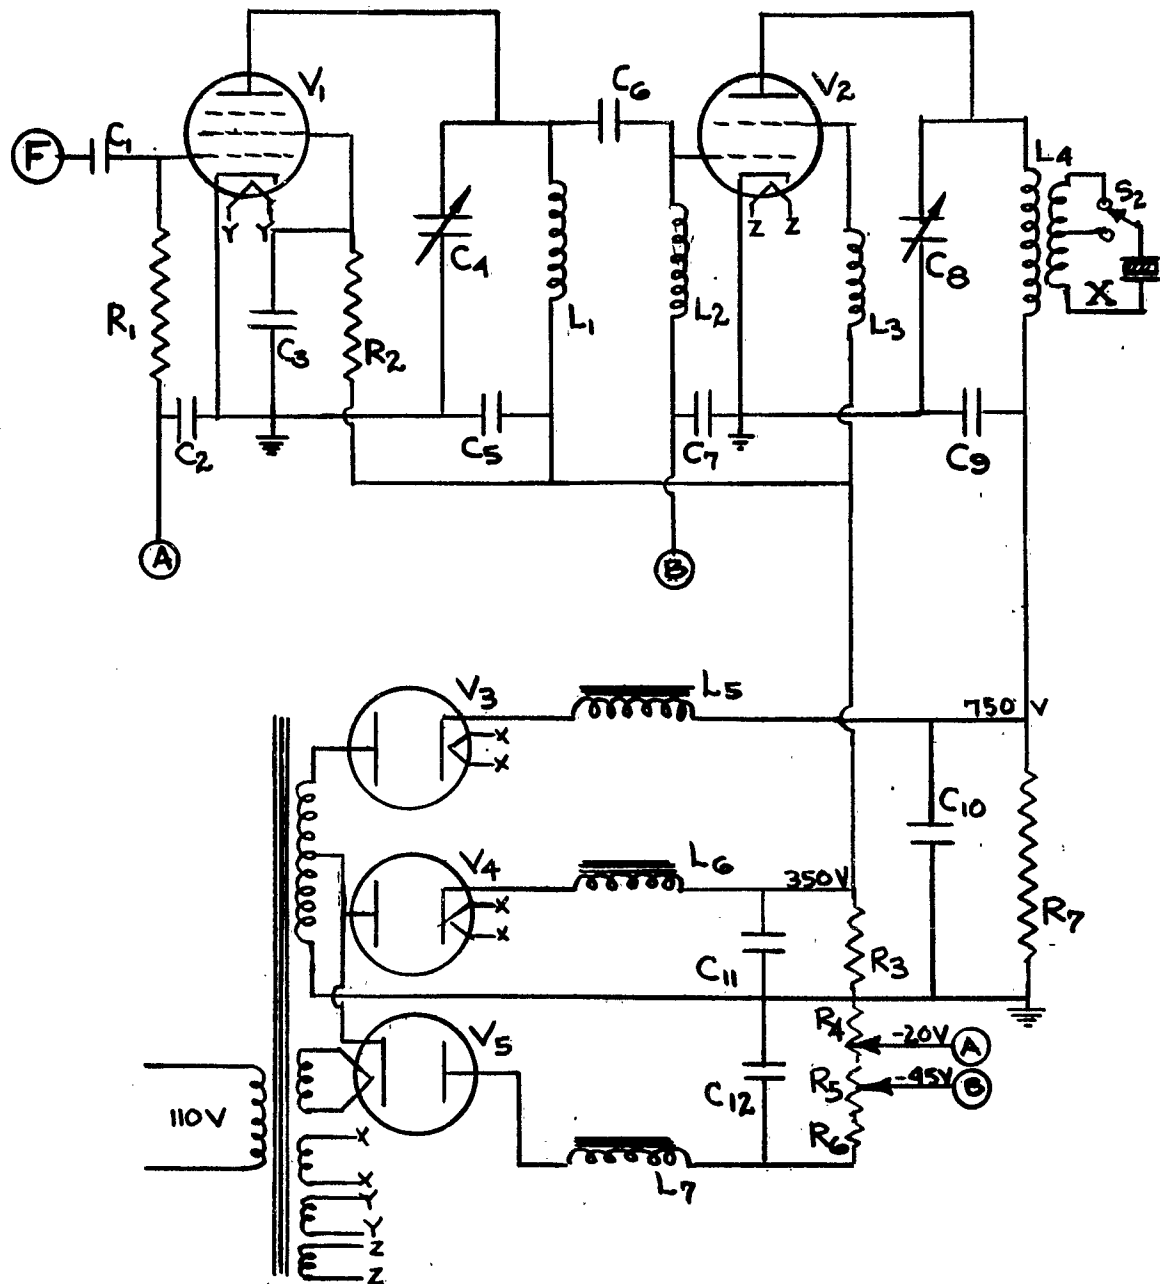 V1
C6
V2
F
C1
L4
S2
Y Y
Z Z
C4
C8
X
R1
C3
R2
L1
L2
L3
C2
C5
C7
C9
A
B
V3
L5
750 V
X
X
C10
V4
L6
350V
X
X
R7
C11
R3
V5
R4
-20V
A
C12
R5
-45V
B
110V
R6
X
L7
X
Y
Y
Z
Z